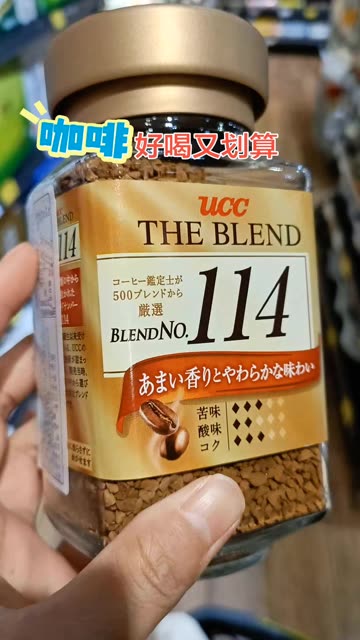 咖啡 好喝又划算
ucc
THE BLEND
コーヒー鑑定士が
500ブレンドから
厳選
BLEND NO. 114
あまい香りとやわらかな味わい
苦味
酸味
コク
114